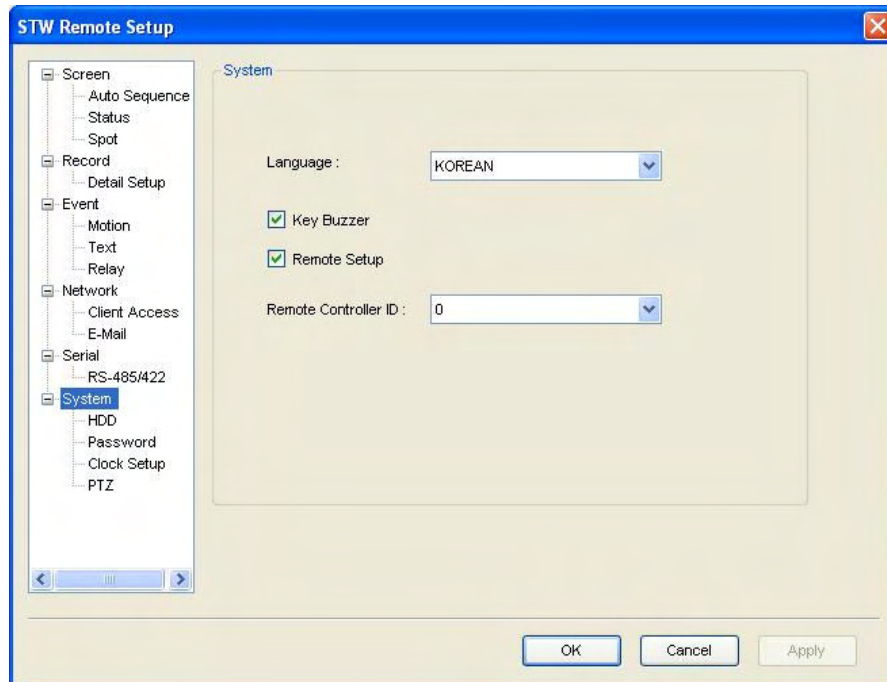 STW Remote Setup
Screen
Auto Sequence
Status
Spot
Record
Detail Setup
Event
Motion
Text
Relay
Network
Client Access
E-Mail
Serial
RS-485/422
System
HDD
Password
Clock Setup
PTZ
System
Language :
KOREAN
Key Buzzer
Remote Setup
Remote Controller ID :
0
OK
Cancel
Apply